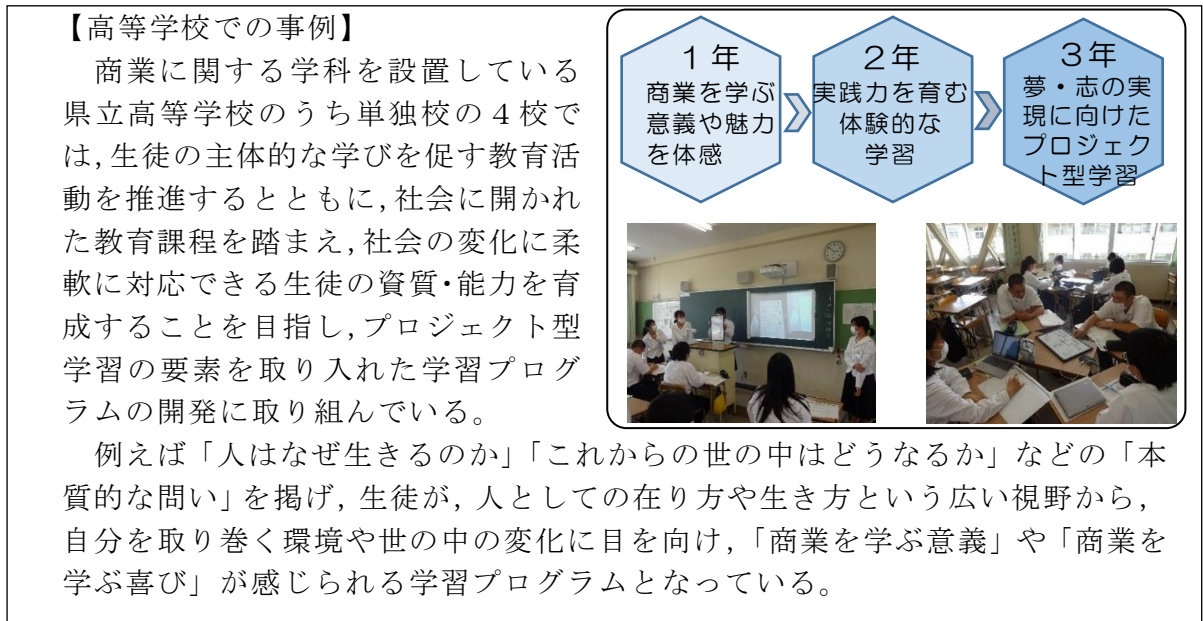 【高等学校での事例】
商業に関する学科を設置している
県立高等学校のうち単独校の４校で
は,生徒の主体的な学びを促す教育活
動を推進するとともに,社会に開かれ
た教育課程を踏まえ,社会の変化に柔
軟に対応できる生徒の資質･能力を育
成することを目指し,プロジェクト型
学習の要素を取り入れた学習プログ
ラムの開発に取り組んでいる。
１年
商業を学ぶ
意義や魅力
を体感
２年
実践力を育む
体験的な
学習
３年
夢・志の実
現に向けた
プロジェク
ト型学習
例えば「人はなぜ生きるのか」「これからの世の中はどうなるか」などの「本
質的な問い」を掲げ, 生徒が, 人としての在り方や生き方という広い視野から,
自分を取り巻く環境や世の中の変化に目を向け,「商業を学ぶ意義」や「商業を
学ぶ喜び」が感じられる学習プログラムとなっている。